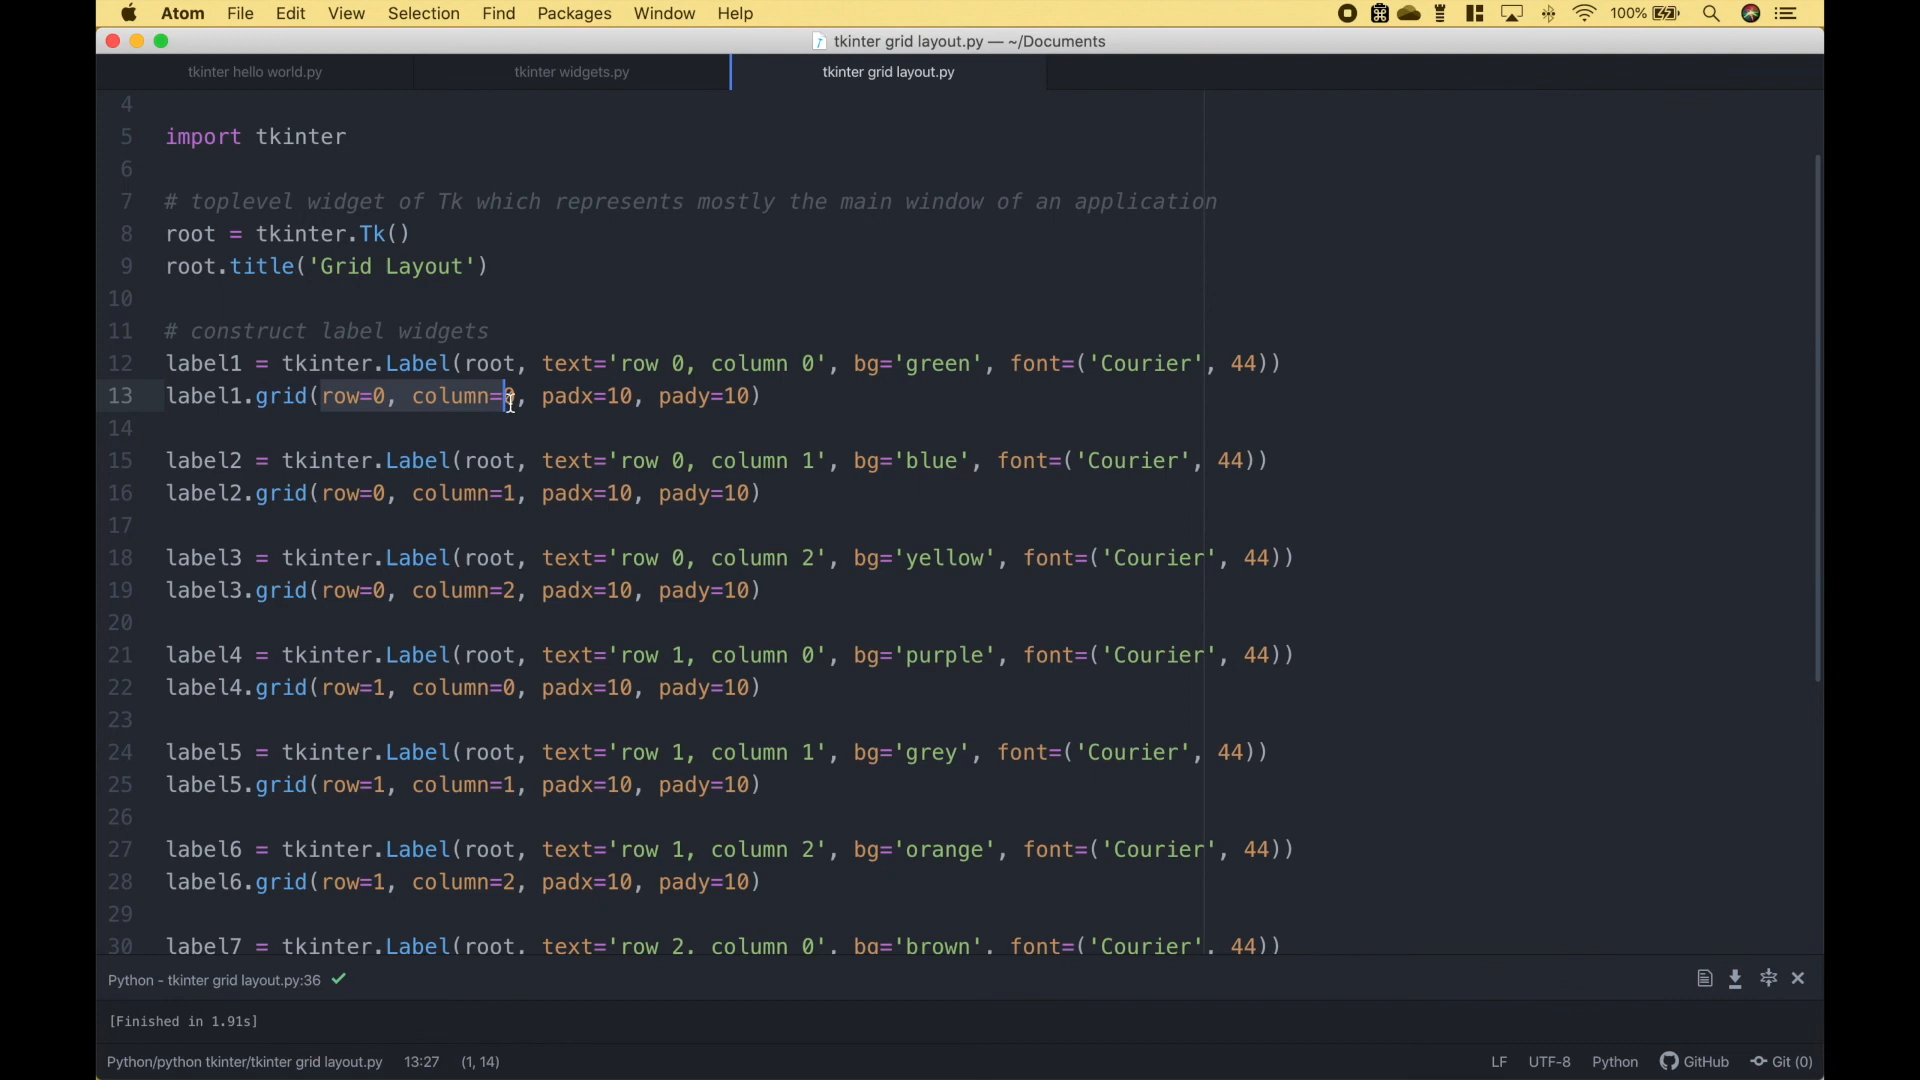 Atom File Edit View Selection Find Packages Window Help 100%
tkinter grid layout.py — ~/Documents
tkinter hello world.py tkinter widgets.py tkinter grid layout.py
4
5 import tkinter
6
7 # toplevel widget of Tk which represents mostly the main window of an application
8 root = tkinter.Tk()
9 root.title('Grid Layout')
10
11 # construct label widgets
12 label1 = tkinter.Label(root, text='row 0, column 0', bg='green', font=('Courier', 44))
13 label1.grid(row=0, column=0, padx=10, pady=10)
14
15 label2 = tkinter.Label(root, text='row 0, column 1', bg='blue', font=('Courier', 44))
16 label2.grid(row=0, column=1, padx=10, pady=10)
17
18 label3 = tkinter.Label(root, text='row 0, column 2', bg='yellow', font=('Courier', 44))
19 label3.grid(row=0, column=2, padx=10, pady=10)
20
21 label4 = tkinter.Label(root, text='row 1, column 0', bg='purple', font=('Courier', 44))
22 label4.grid(row=1, column=0, padx=10, pady=10)
23
24 label5 = tkinter.Label(root, text='row 1, column 1', bg='grey', font=('Courier', 44))
25 label5.grid(row=1, column=1, padx=10, pady=10)
26
27 label6 = tkinter.Label(root, text='row 1, column 2', bg='orange', font=('Courier', 44))
28 label6.grid(row=1, column=2, padx=10, pady=10)
29
30 label7 = tkinter.Label(root, text='row 2, column 0', bg='brown', font=('Courier', 44))
Python - tkinter grid layout.py:36
[Finished in 1.91s]
Python/python tkinter/tkinter grid layout.py 13:27 (1, 14) LF UTF-8 Python GitHub Git (0)